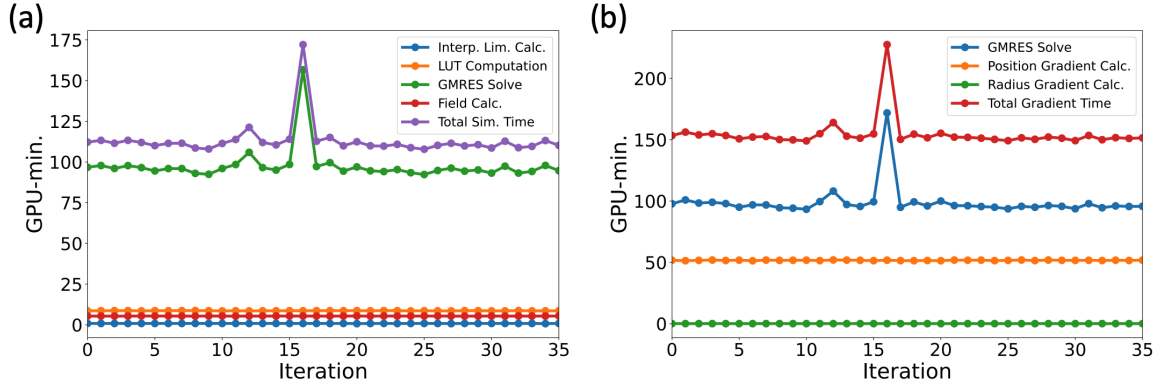 (a)
175
150
125
100
75
50
25
0
GPU-min.
0 5 10 15 20 25 30 35
Iteration
Interp. Lim. Calc.
LUT Computation
GMRES Solve
Field Calc.
Total Sim. Time
(b)
200
150
100
50
0
GPU-min.
0 5 10 15 20 25 30 35
Iteration
GMRES Solve
Position Gradient Calc.
Radius Gradient Calc.
Total Gradient Time